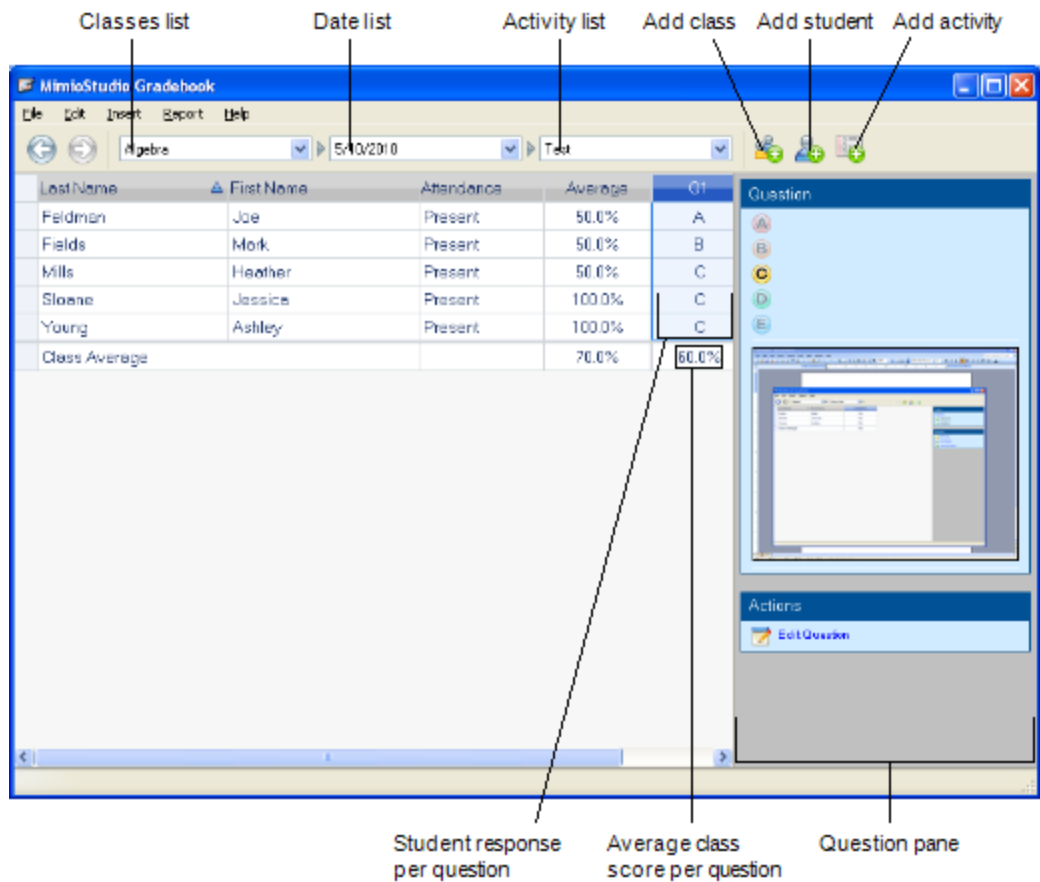 Classes list Date list Activity list Add class Add student Add activity
MimioStudio Gradebook
File Edit Insert Report Help
Algebra 5/10/2010 Test
Last Name First Name Attendance Average Q1
Question
Feldman Joe Present 50.0% A
A
Fields Mark Present 50.0% B
B
Mills Heather Present 50.0% C
C
Sloane Jessica Present 100.0% C
D
Young Ashley Present 100.0% C
E
Class Average 70.0% 60.0%
Actions
Edit Question
Student response
per question
Average class
score per question
Question pane